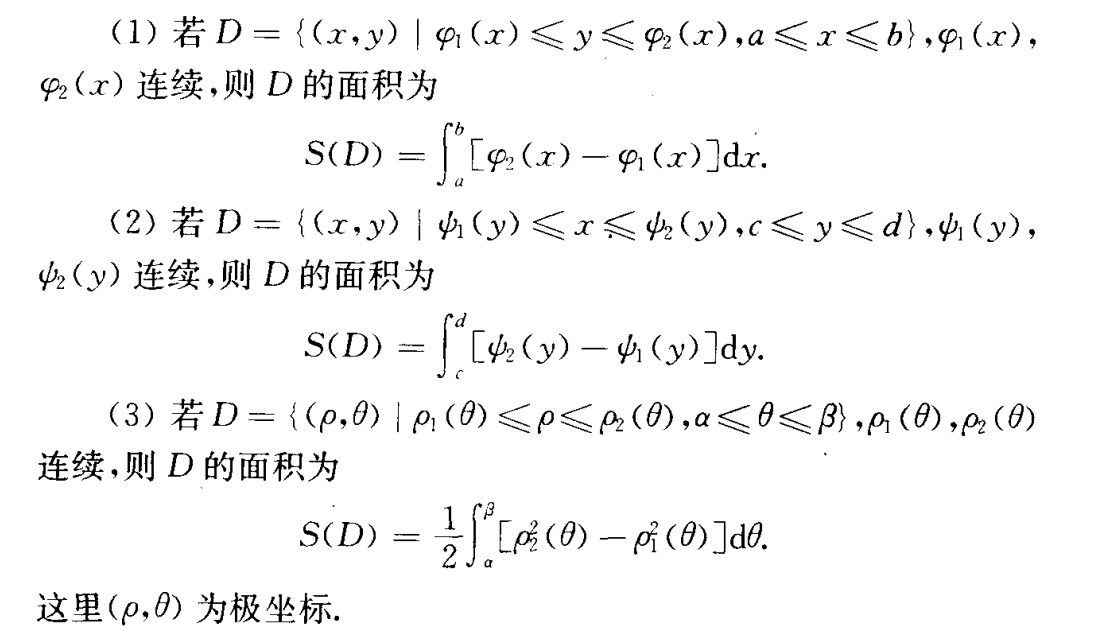 (1) 若 D = {(x,y) | φ₁(x) ⩽ y ⩽ φ₂(x), a ⩽ x ⩽ b}, φ₁(x),
φ₂(x) 连续,则 D 的面积为
S(D) = ∫ₐᵇ [φ₂(x) − φ₁(x)]dx.
(2) 若 D = {(x,y) | ψ₁(y) ⩽ x ⩽ ψ₂(y), c ⩽ y ⩽ d}, ψ₁(y),
ψ₂(y) 连续,则 D 的面积为
S(D) = ∫_c^d [ψ₂(y) − ψ₁(y)]dy.
(3) 若 D = {(ρ,θ) | ρ₁(θ) ⩽ ρ ⩽ ρ₂(θ), α ⩽ θ ⩽ β}, ρ₁(θ), ρ₂(θ)
连续,则 D 的面积为
S(D) = 1/2 ∫_α^β [ρ₂²(θ) − ρ₁²(θ)]dθ.
这里(ρ,θ) 为极坐标.